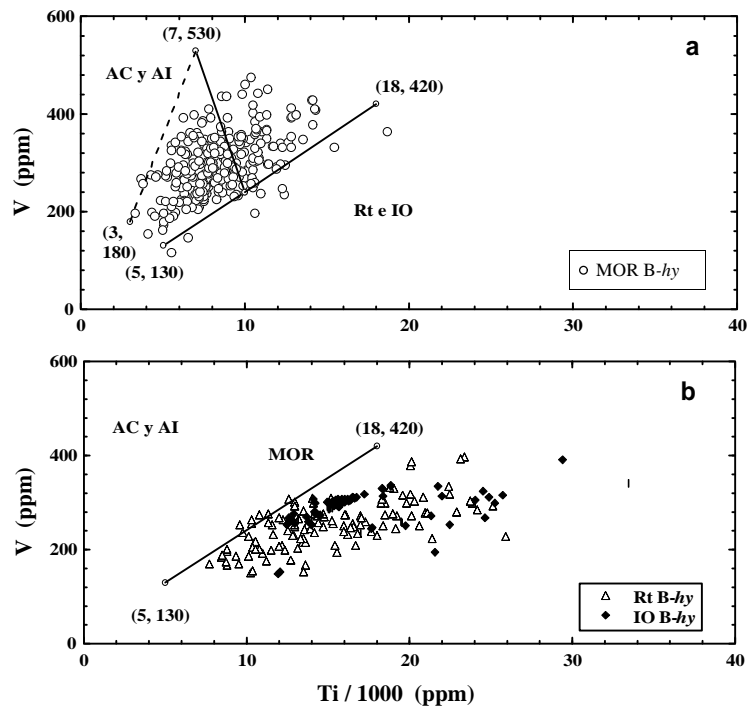 600
(7, 530)
a
AC y AI
(18, 420)
400
V (ppm)
200
Rt e IO
(3,
180)
(5, 130)
MOR B-hy
0
0
10
20
30
40
600
b
AC y AI
(18, 420)
MOR
400
V (ppm)
200
(5, 130)
Rt B-hy
IO B-hy
0
0
10
20
30
40
Ti / 1000 (ppm)